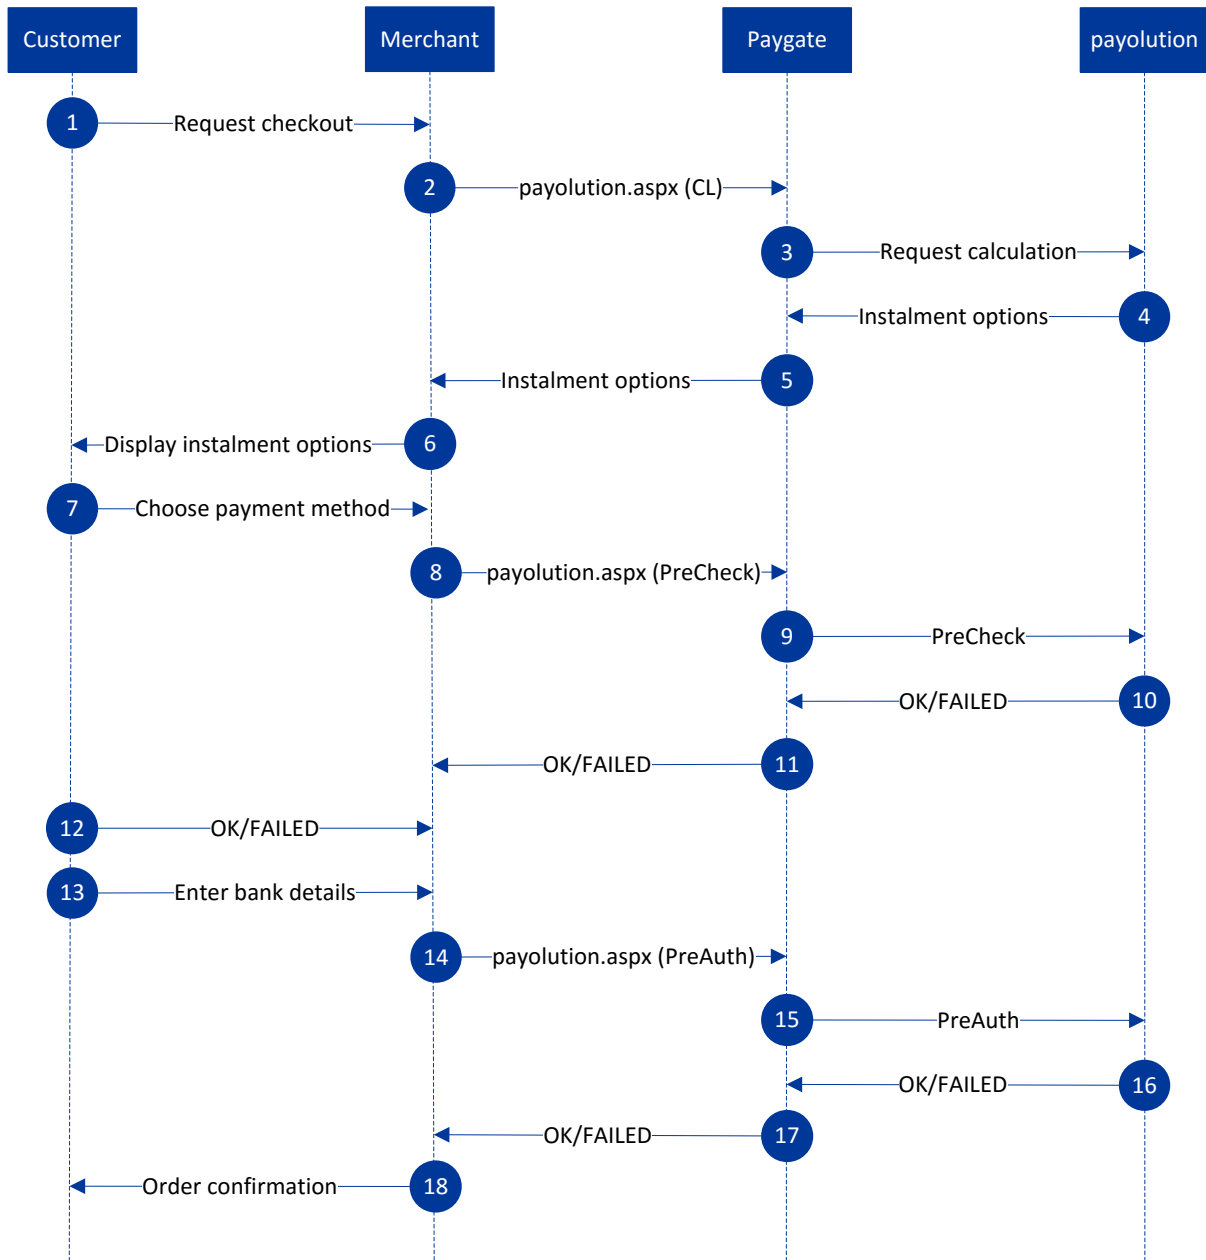 Customer
Merchant
Paygate
payolution
1 Request checkout
2 payolution.aspx (CL)
3 Request calculation
Instalment options 4
Instalment options 5
Display instalment options 6
7 Choose payment method
8 payolution.aspx (PreCheck)
9 PreCheck
OK/FAILED 10
OK/FAILED 11
12 OK/FAILED
13 Enter bank details
14 payolution.aspx (PreAuth)
15 PreAuth
OK/FAILED 16
OK/FAILED 17
Order confirmation 18